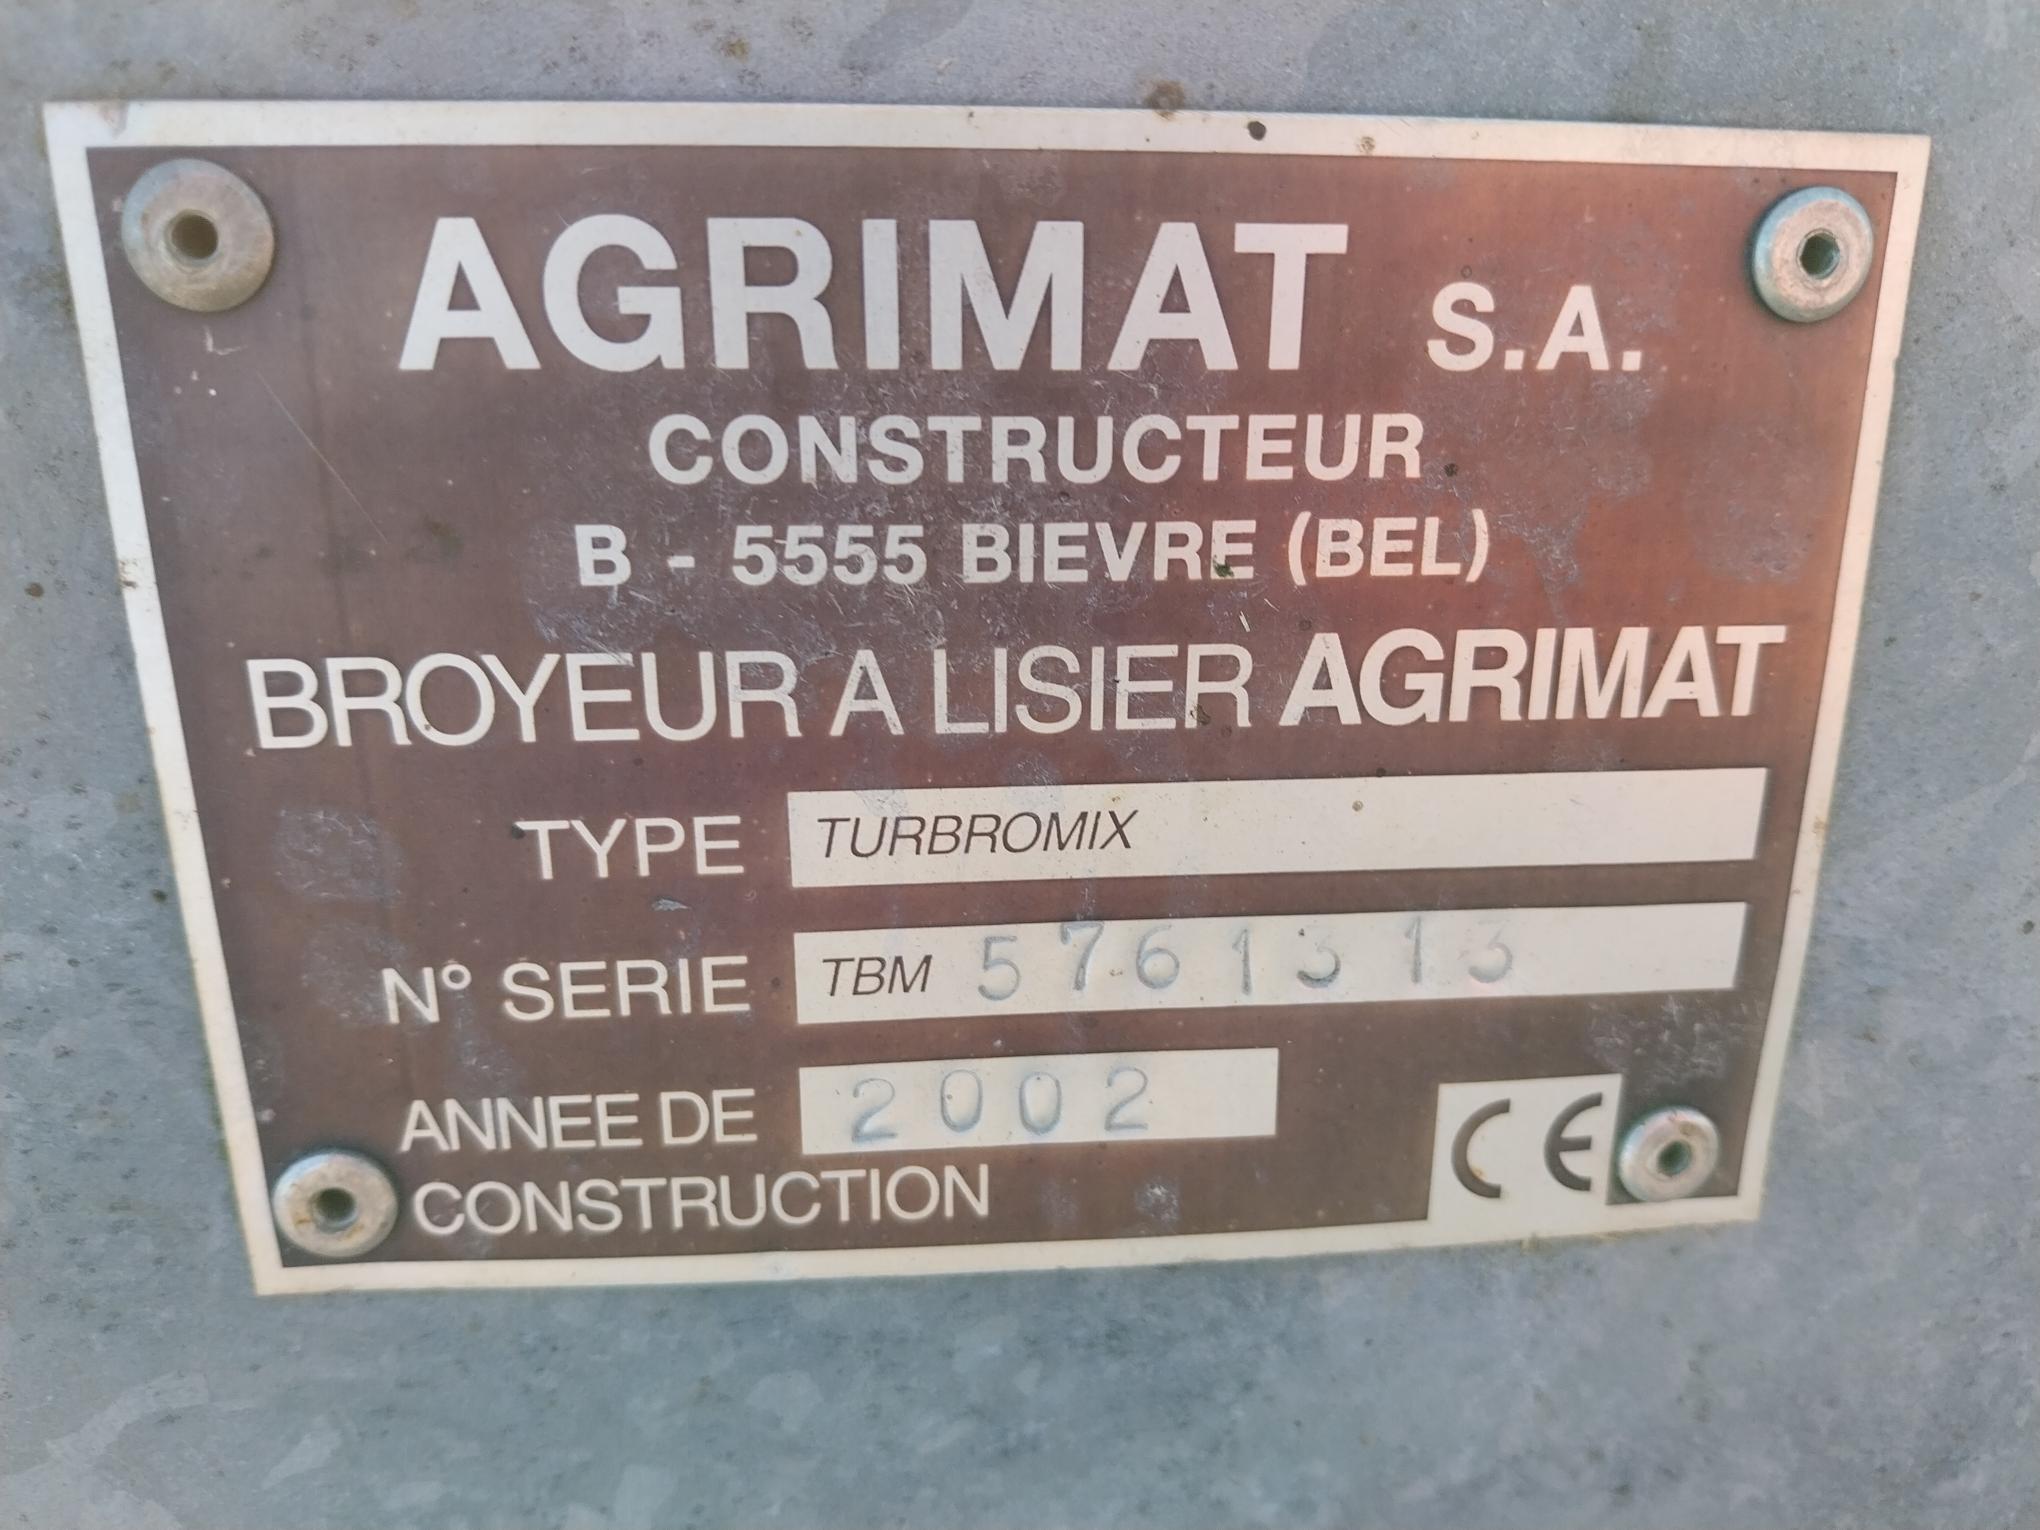 AGRIMAT S.A.
CONSTRUCTEUR
B - 5555 BIEVRE (BEL)
BROYEUR A LISIER AGRIMAT
TYPE TURBROMIX
N° SERIE TBM 5761313
ANNEE DE 2002
CONSTRUCTION
CE